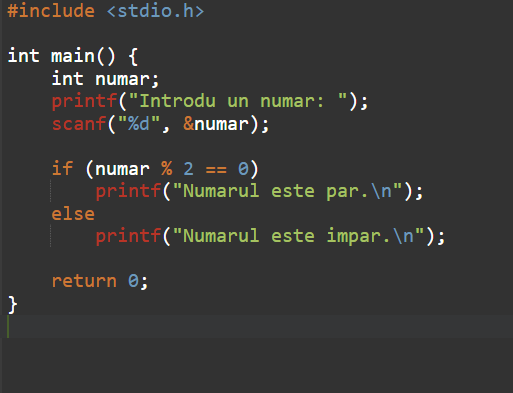 #include <stdio.h>
int main() {
    int numar;
    printf("Introdu un numar: ");
    scanf("%d", &numar);
    if (numar % 2 == 0)
        printf("Numarul este par.\n");
    else
        printf("Numarul este impar.\n");
    return 0;
}